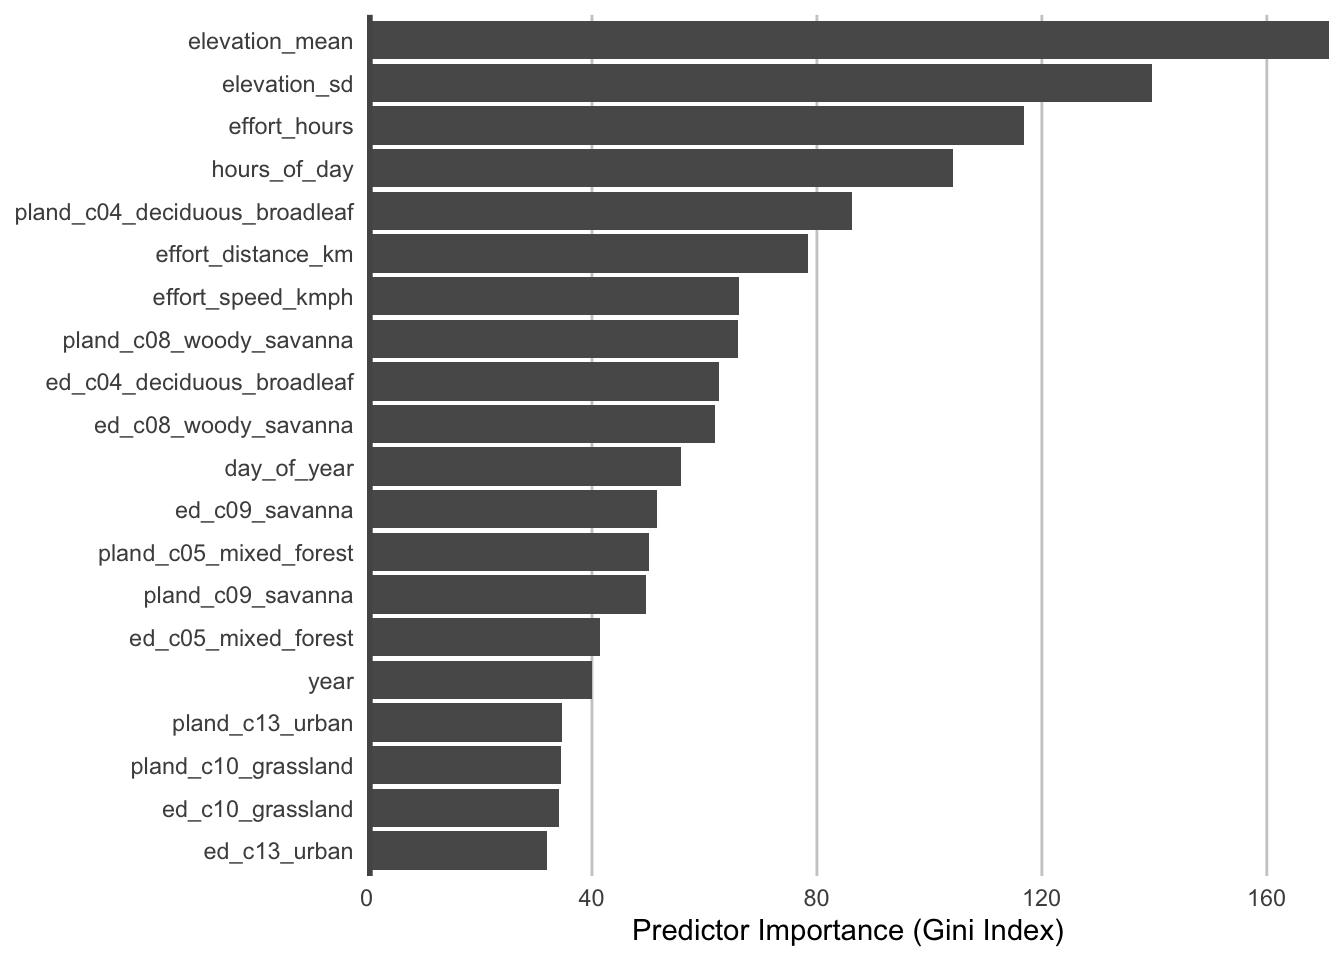 elevation_mean
elevation_sd
effort_hours
hours_of_day
pland_c04_deciduous_broadleaf
effort_distance_km
effort_speed_kmph
pland_c08_woody_savanna
ed_c04_deciduous_broadleaf
ed_c08_woody_savanna
day_of_year
ed_c09_savanna
pland_c05_mixed_forest
pland_c09_savanna
ed_c05_mixed_forest
year
pland_c13_urban
pland_c10_grassland
ed_c10_grassland
ed_c13_urban
0 40 80 120 160
Predictor Importance (Gini Index)